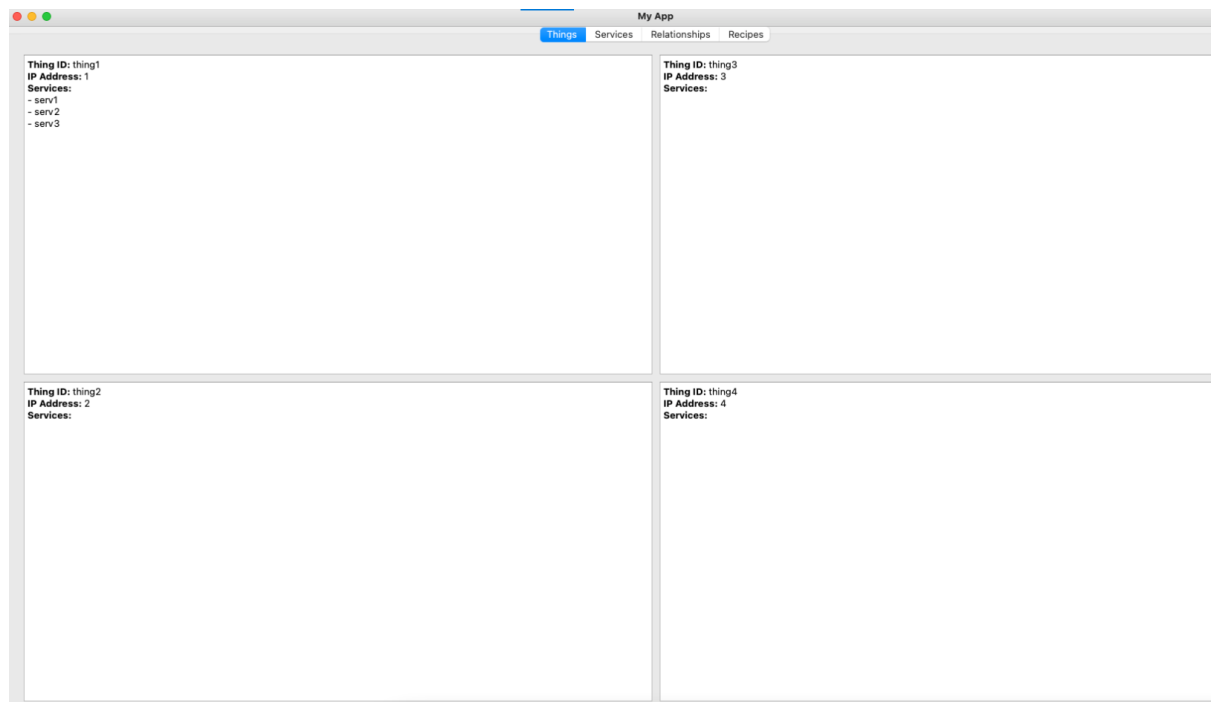 My App
Things Services Relationships Recipes
Thing ID: thing1
IP Address: 1
Services:
- serv1
- serv2
- serv3
Thing ID: thing3
IP Address: 3
Services:
Thing ID: thing2
IP Address: 2
Services:
Thing ID: thing4
IP Address: 4
Services: